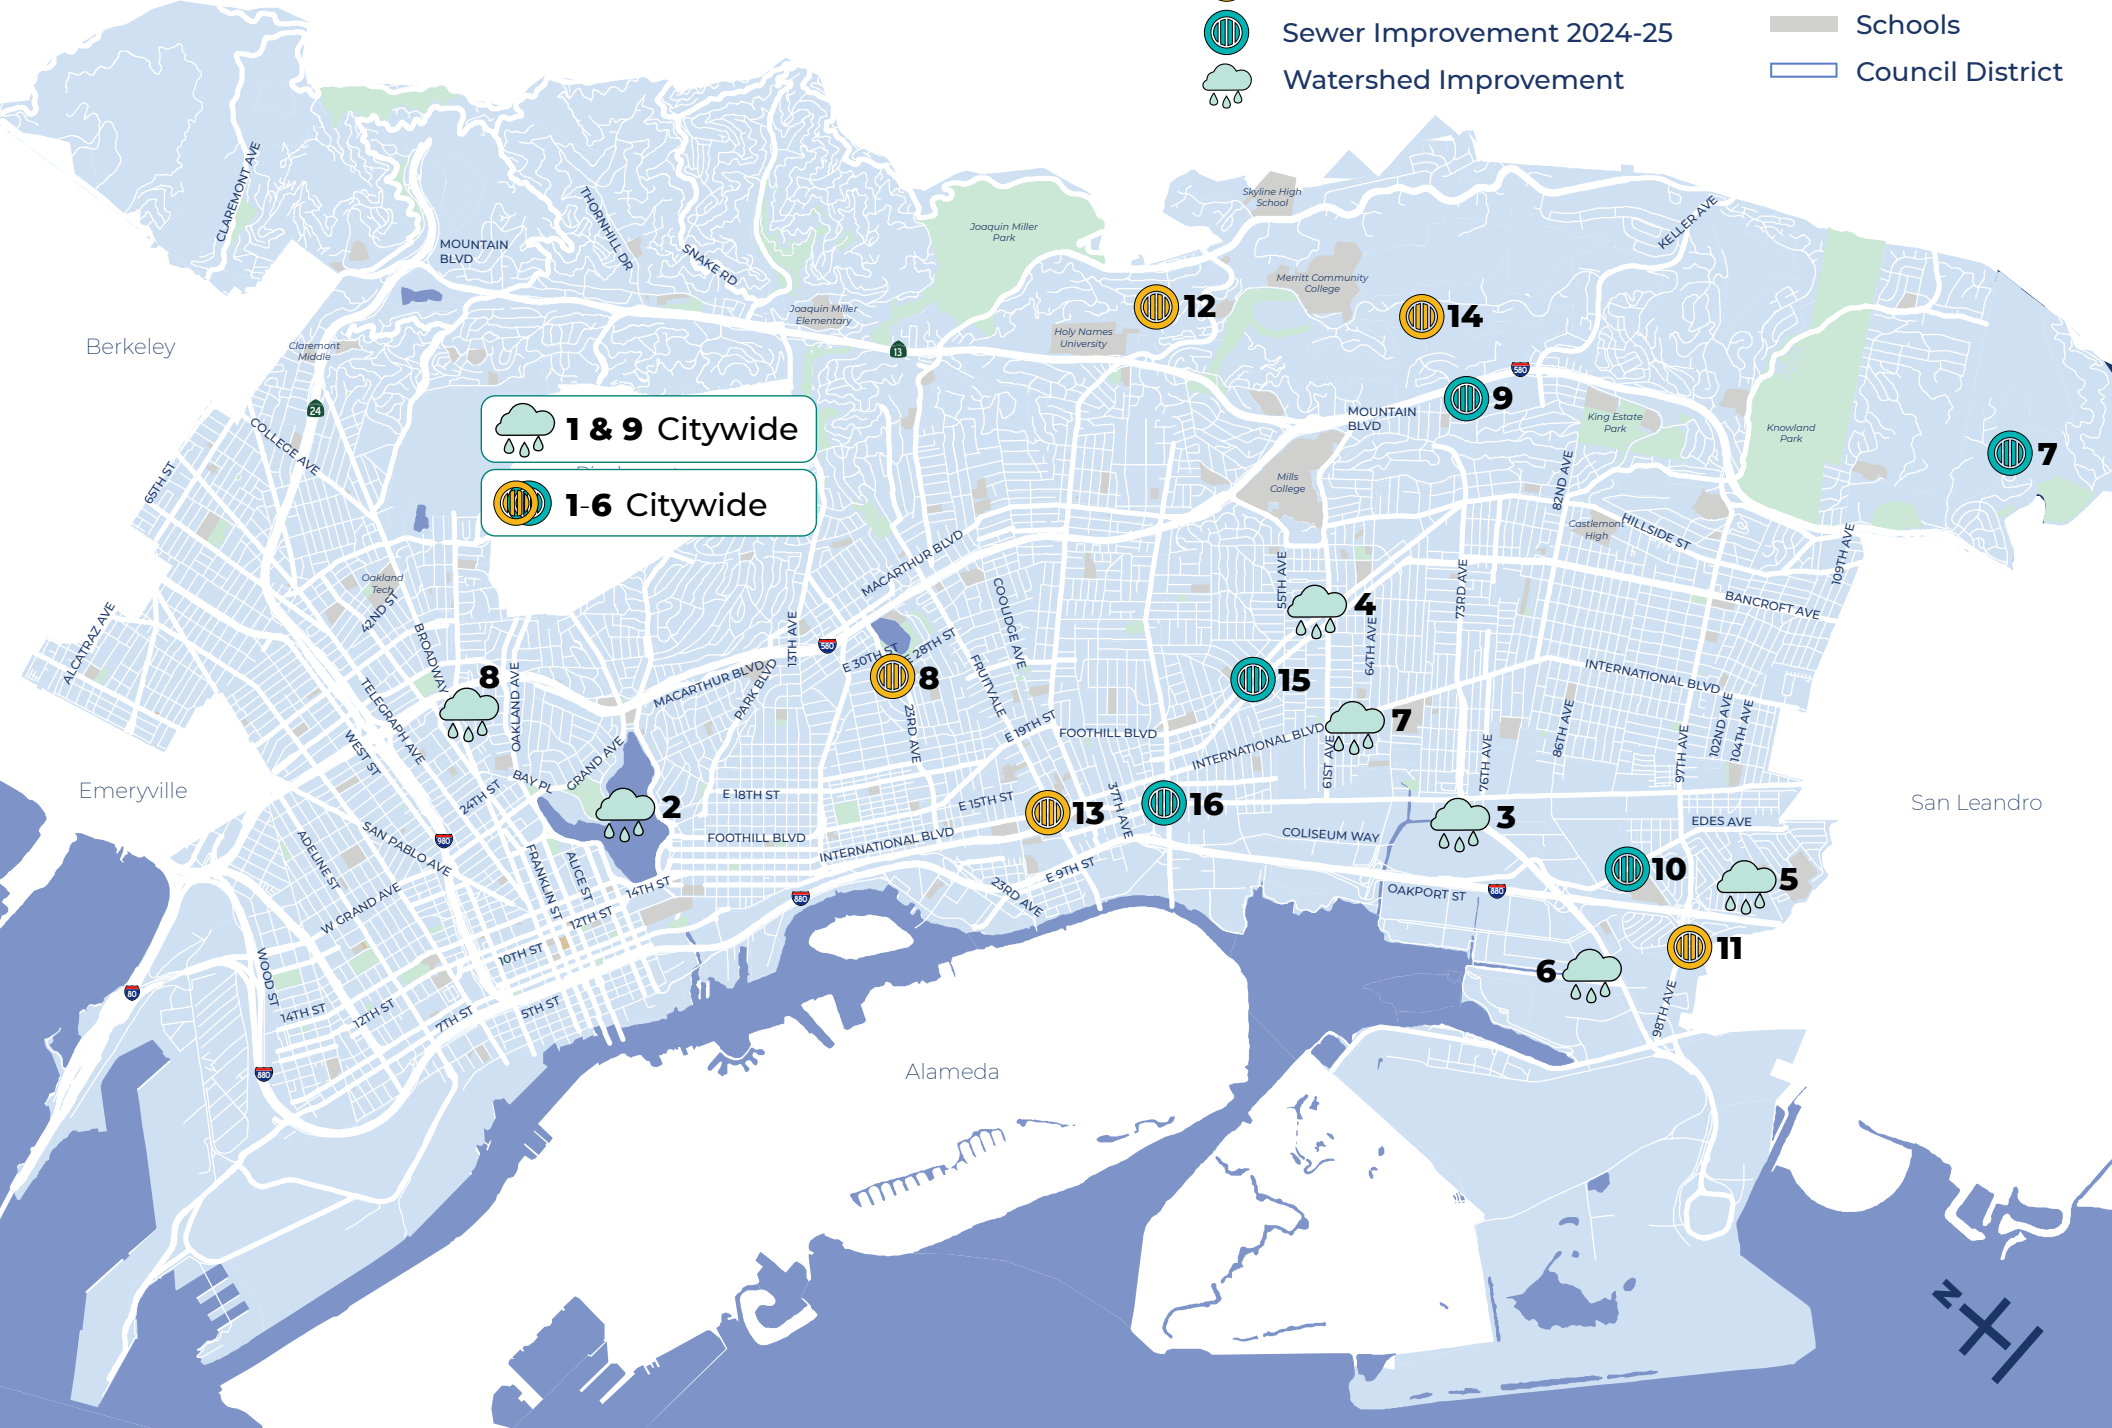 Sewer Improvement 2024-25
Watershed Improvement
Schools
Council District
CLAREMONT AVE
MOUNTAIN
BLVD
THORNHILL DR
SNAKE RD
Joaquin Miller
Park
Skyline High
School
KELLER AVE
Merritt Community
College
Joaquin Miller
Elementary
Holy Names
University
12
14
13
580
Berkeley
Claremont
Middle
24
COLLEGE AVE
65TH ST
1 & 9 Citywide
1-6 Citywide
MOUNTAIN
BLVD
9
King Estate
Park
Knowland
Park
7
Mills
College
82ND AVE
Castlemont
High
HILLSIDE ST
109TH AVE
BANCROFT AVE
Oakland
Tech
42ND ST
ALCATRAZ AVE
BROADWAY
MACARTHUR BLVD
COOLIDGE AVE
13TH AVE
580
E 30TH ST
E 28TH ST
55TH AVE
4
64TH AVE
73RD AVE
8
OAKLAND AVE
TELEGRAPH AVE
WEST ST
MACARTHUR BLVD
PARK BLVD
8
23RD AVE
FRUITVALE
E 19TH ST
FOOTHILL BLVD
15
INTERNATIONAL BLVD
7
61ST AVE
INTERNATIONAL BLVD
76TH AVE
86TH AVE
97TH AVE
102ND AVE
104TH AVE
Emeryville
San Leandro
24TH ST
BAY PL
GRAND AVE
2
E 18TH ST
FOOTHILL BLVD
E 15TH ST
INTERNATIONAL BLVD
13
37TH AVE
16
COLISEUM WAY
3
EDES AVE
980
SAN PABLO AVE
ADELINE ST
W GRAND AVE
FRANKLIN ST
ALICE ST
14TH ST
12TH ST
10TH ST
880
E 9TH ST
23RD AVE
OAKPORT ST
880
10
5
11
6
98TH AVE
80
WOOD ST
14TH ST
12TH ST
7TH ST
5TH ST
880
Alameda
N